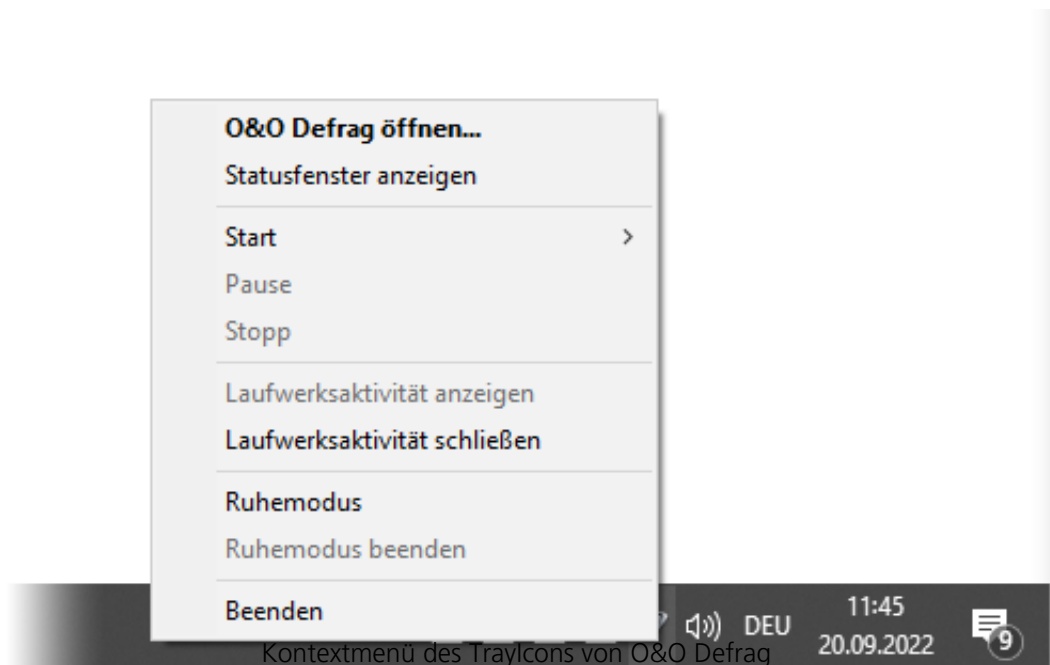 O&O Defrag öffnen...
Statusfenster anzeigen
Start
Pause
Stopp
Laufwerksaktivität anzeigen
Laufwerksaktivität schließen
Ruhemodus
Ruhemodus beenden
Beenden
DEU
11:45
20.09.2022
9
Kontextmenü des TrayIcons von O&O Defrag